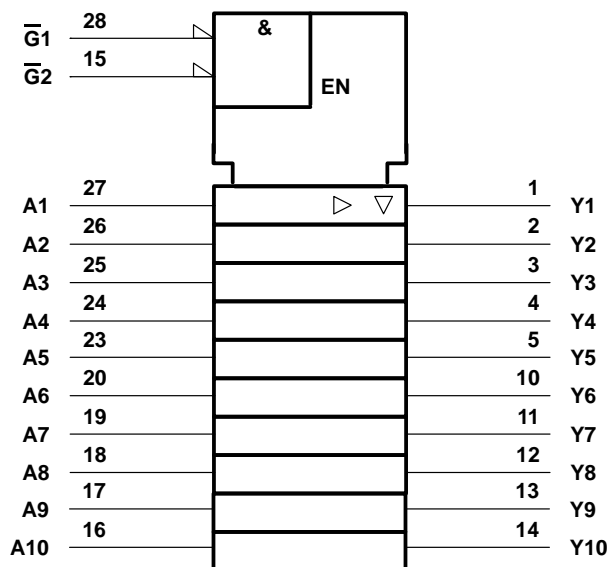 G̅1 28 &
G̅2 15
EN
A1 27 1 Y1
A2 26 2 Y2
A3 25 3 Y3
A4 24 4 Y4
A5 23 5 Y5
A6 20 10 Y6
A7 19 11 Y7
A8 18 12 Y8
A9 17 13 Y9
A10 16 14 Y10